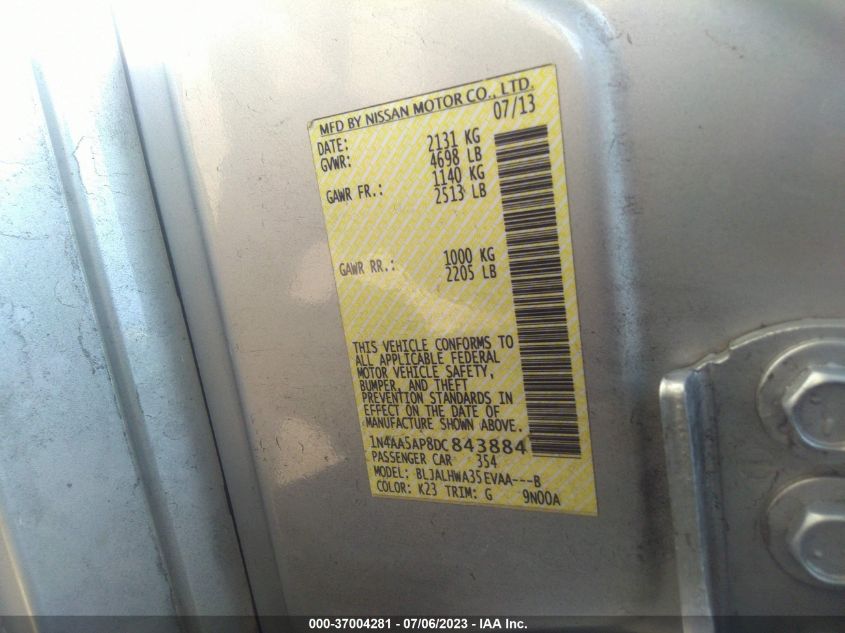 MFD BY NISSAN MOTOR CO., LTD.
DATE: 07/13
GVWR: 2131 KG
4698 LB
GAWR FR.: 1140 KG
2513 LB
GAWR RR.: 1000 KG
2205 LB
THIS VEHICLE CONFORMS TO
ALL APPLICABLE FEDERAL
MOTOR VEHICLE SAFETY,
BUMPER, AND THEFT
PREVENTION STANDARDS IN
EFFECT ON THE DATE OF
MANUFACTURE SHOWN ABOVE.
1N4AA5AP8DC843884
PASSENGER CAR 354
MODEL: BLJALHWA35EVAA---B
COLOR: K23 TRIM: G 9N00A
000-37004281 - 07/06/2023 - IAA Inc.